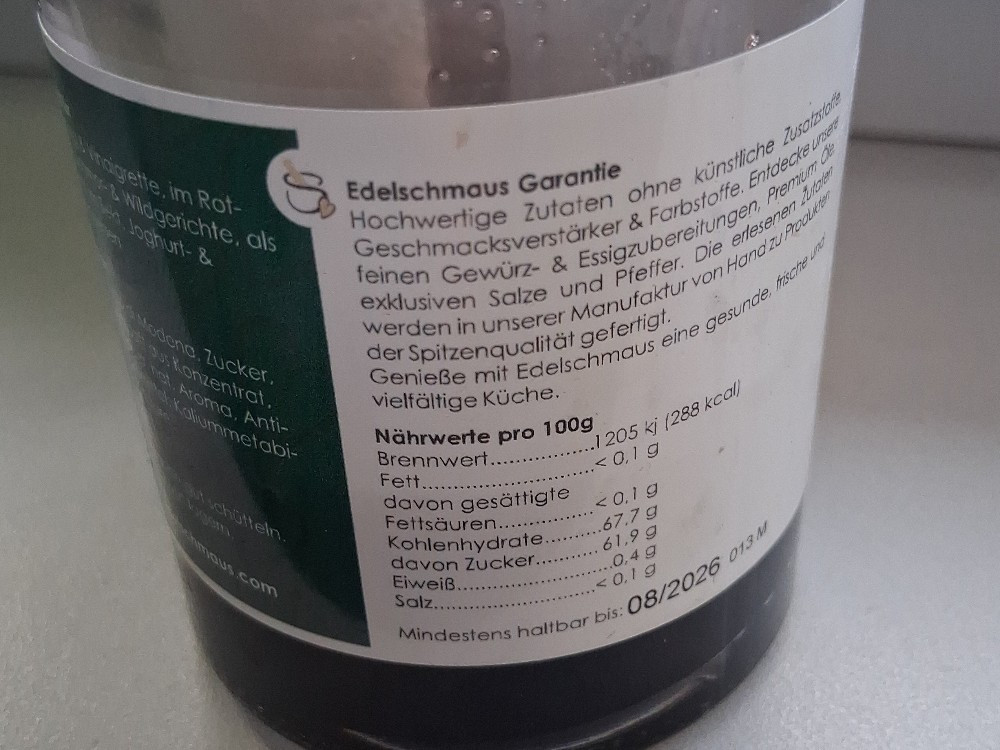 Vinaigrette, im Rot-
& Wildgerichte, als
Joghurt- &
Modena, Zucker,
Konzentrat,
Aroma, Anti-
Kaliummetabi-
schütteln.
schmaus.com
Edelschmaus Garantie
Hochwertige Zutaten ohne künstliche Zusatzstoffe,
Geschmacksverstärker & Farbstoffe. Entdecke unsere
feinen Gewürz- & Essigzubereitungen, Premium Öle
exklusiven Salze und Pfeffer. Die erlesenen Zutaten
werden in unserer Manufaktur von Hand zu Produkten
der Spitzenqualität gefertigt.
Genieße mit Edelschmaus eine gesunde, frische und
vielfältige Küche.
Nährwerte pro 100g
Brennwert................1205 kj (288 kcal)
Fett..........................< 0,1 g
davon gesättigte
Fettsäuren...............< 0,1 g
Kohlenhydrate.........67,7 g
davon Zucker..........61,9 g
Eiweiß........................0,4 g
Salz.........................< 0,1 g
Mindestens haltbar bis: 08/2026 013 M